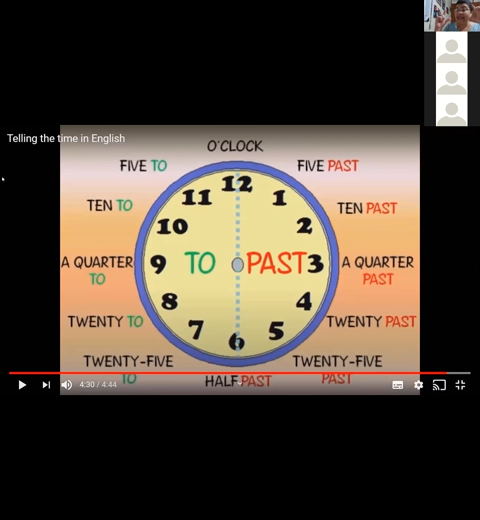 Telling the time in English
O'CLOCK
FIVE TO
FIVE PAST
12
11
1
TEN TO
TEN PAST
10
2
A QUARTER
TO
9
TO
PAST
3
A QUARTER
PAST
8
4
TWENTY TO
TWENTY PAST
7
5
6
TWENTY-FIVE
TO
TWENTY-FIVE
PAST
HALF PAST
4:30 / 4:44